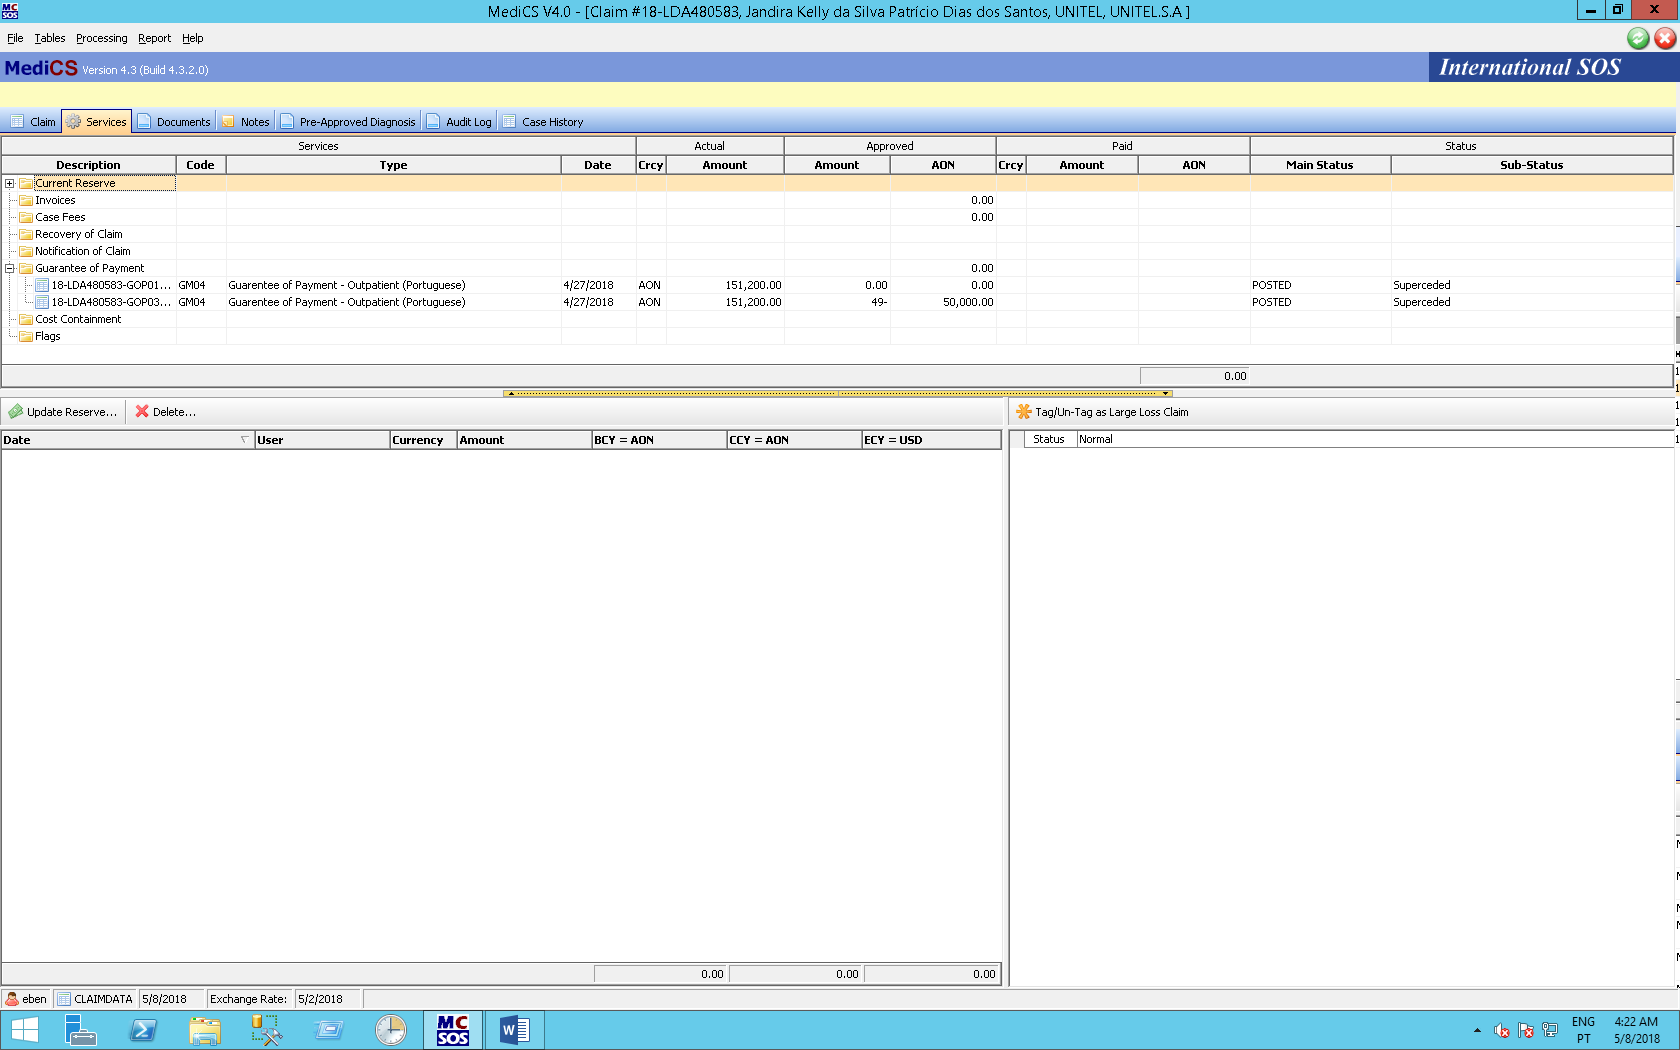 MC SOS MediCS V4.0 - [Claim #18-LDA480583, Jandira Kelly da Silva Patrício Dias dos Santos, UNITEL, UNITEL.S.A ]
File Tables Processing Report Help
MediCS Version 4.3 (Build 4.3.2.0) International SOS
Claim Services Documents Notes Pre-Approved Diagnosis Audit Log Case History
Services Actual Approved Paid Status
Description Code Type Date Crcy Amount Amount AON Crcy Amount AON Main Status Sub-Status
Current Reserve
Invoices 0.00
Case Fees 0.00
Recovery of Claim
Notification of Claim
Guarantee of Payment 0.00
18-LDA480583-GOP01... GM04 Guarentee of Payment - Outpatient (Portuguese) 4/27/2018 AON 151,200.00 0.00 0.00 POSTED Superceded
18-LDA480583-GOP03... GM04 Guarentee of Payment - Outpatient (Portuguese) 4/27/2018 AON 151,200.00 49- 50,000.00 POSTED Superceded
Cost Containment
Flags
0.00
Update Reserve... Delete... Tag/Un-Tag as Large Loss Claim
Date User Currency Amount BCY = AON CCY = AON ECY = USD Status Normal
0.00 0.00 0.00
eben CLAIMDATA 5/8/2018 Exchange Rate: 5/2/2018
MC SOS ENG 4:22 AM
PT 5/8/2018